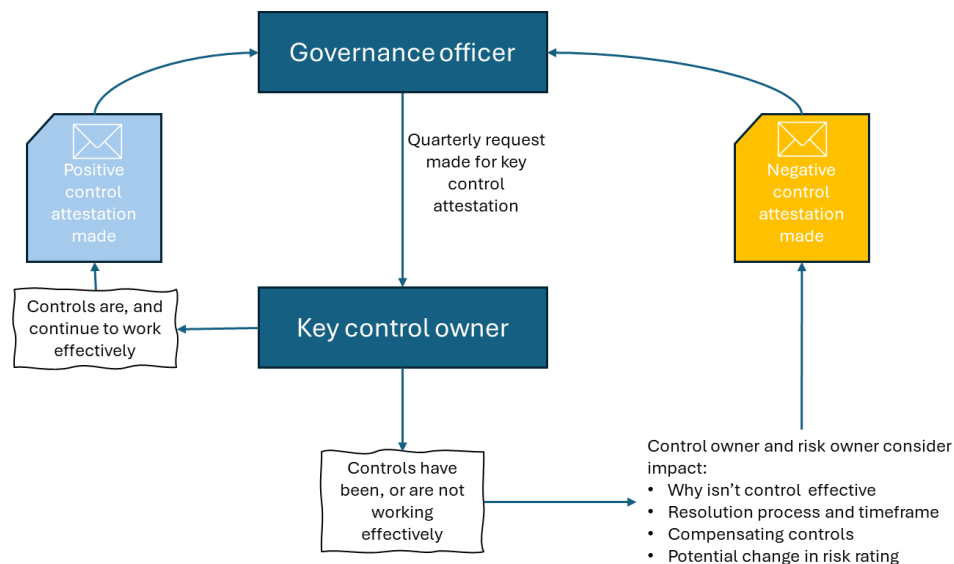 Governance officer
Positive
control
attestation
made
Quarterly request
made for key
control
attestation
Negative
control
attestation
made
Controls are, and
continue to work
effectively
Key control owner
Controls have
been, or are not
working
effectively
Control owner and risk owner consider
impact:
• Why isn’t control effective
• Resolution process and timeframe
• Compensating controls
• Potential change in risk rating